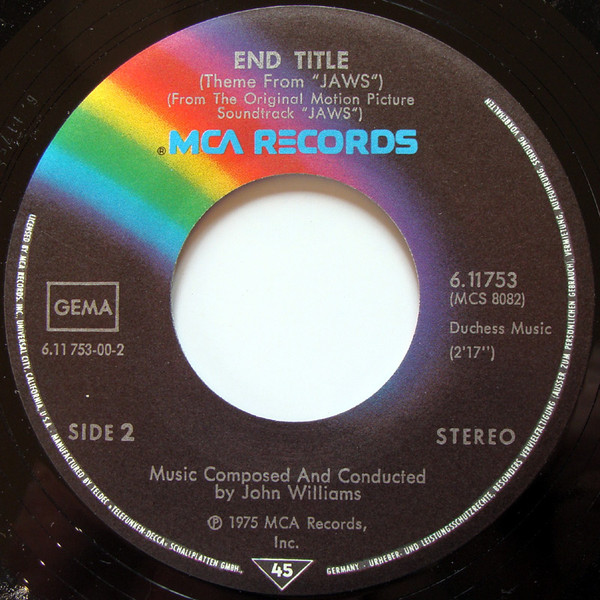 END TITLE
(Theme From "JAWS")
(From The Original Motion Picture
Soundtrack "JAWS")
® MCA RECORDS
GEMA
6.11 753-00-2
6.11753
(MCS 8082)
Duchess Music
(2'17'')
SIDE 2
STEREO
Music Composed And Conducted
by John Williams
℗ 1975 MCA Records,
Inc.
45
LICENSED BY MCA RECORDS, INC., UNIVERSAL CITY, CALIFORNIA, U.S.A. · MANUFACTURED BY TELDEC »TELEFUNKEN-DECCA« SCHALLPLATTEN GMBH.
GERMANY · URHEBER- UND LEISTUNGSSCHUTZRECHTE, BESONDERS VERVIELFÄLTIGUNG (AUSSER ZUM PERSÖNLICHEN GEBRAUCH), VERMIETUNG, AUFFÜHRUNG, SENDUNG VORBEHALTEN